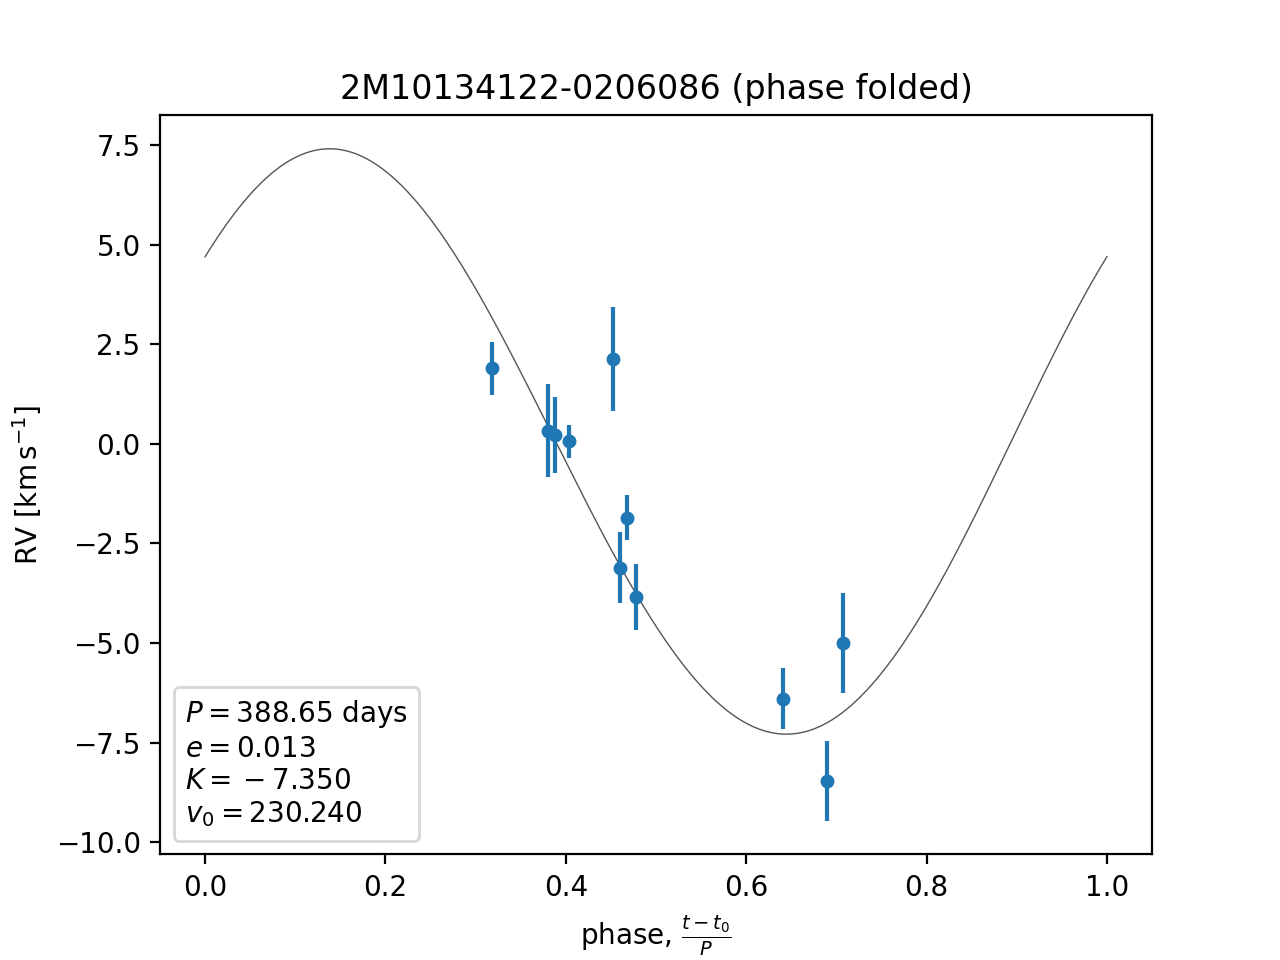 2M10134122-0206086 (phase folded)
7.5
5.0
2.5
0.0
−2.5
−5.0
−7.5
−10.0
RV [km s⁻¹]
P = 388.65 days
e = 0.013
K = −7.350
v₀ = 230.240
0.0 0.2 0.4 0.6 0.8 1.0
phase, (t − t₀)/P